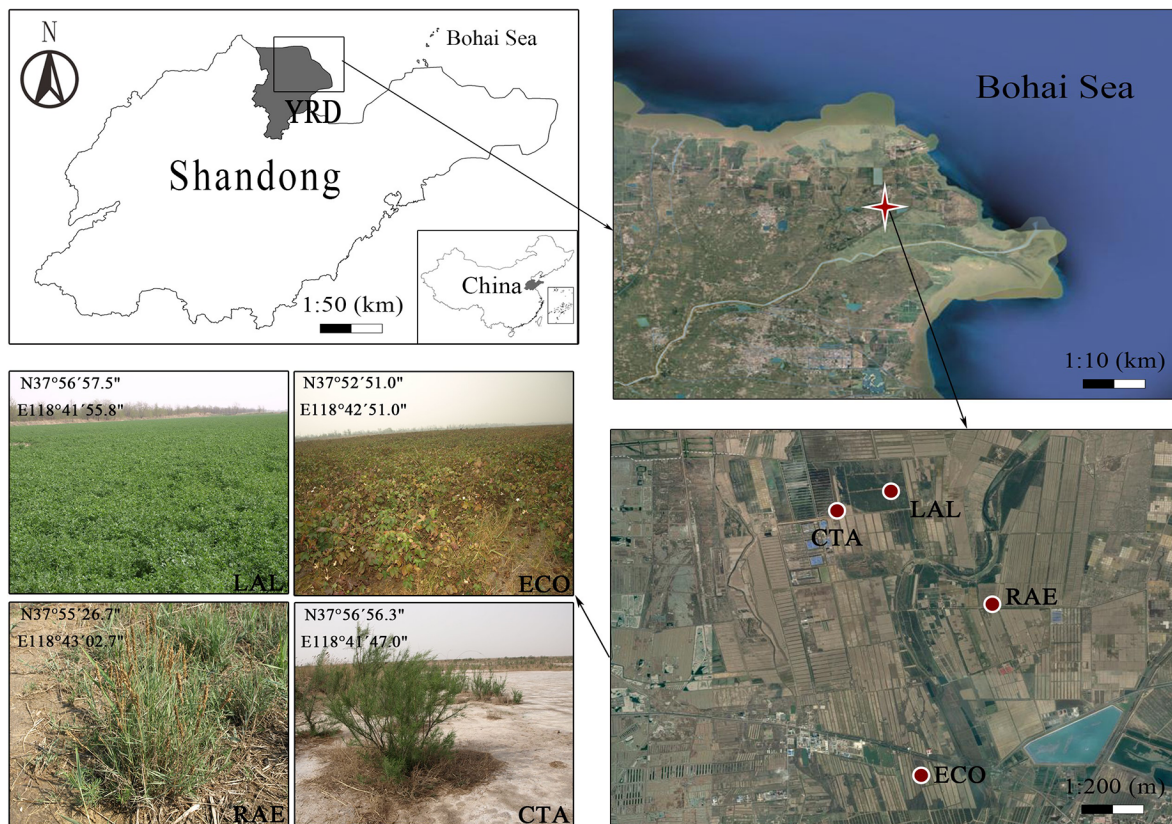 N
Bohai Sea
YRD
Shandong
China
1:50 (km)
Bohai Sea
1:10 (km)
N37°56´57.5"
E118°41´55.8"
LAL
N37°52´51.0"
E118°42´51.0"
ECO
N37°55´26.7"
E118°43´02.7"
RAE
N37°56´56.3"
E118°41´47.0"
CTA
LAL
CTA
RAE
ECO
1:200 (m)